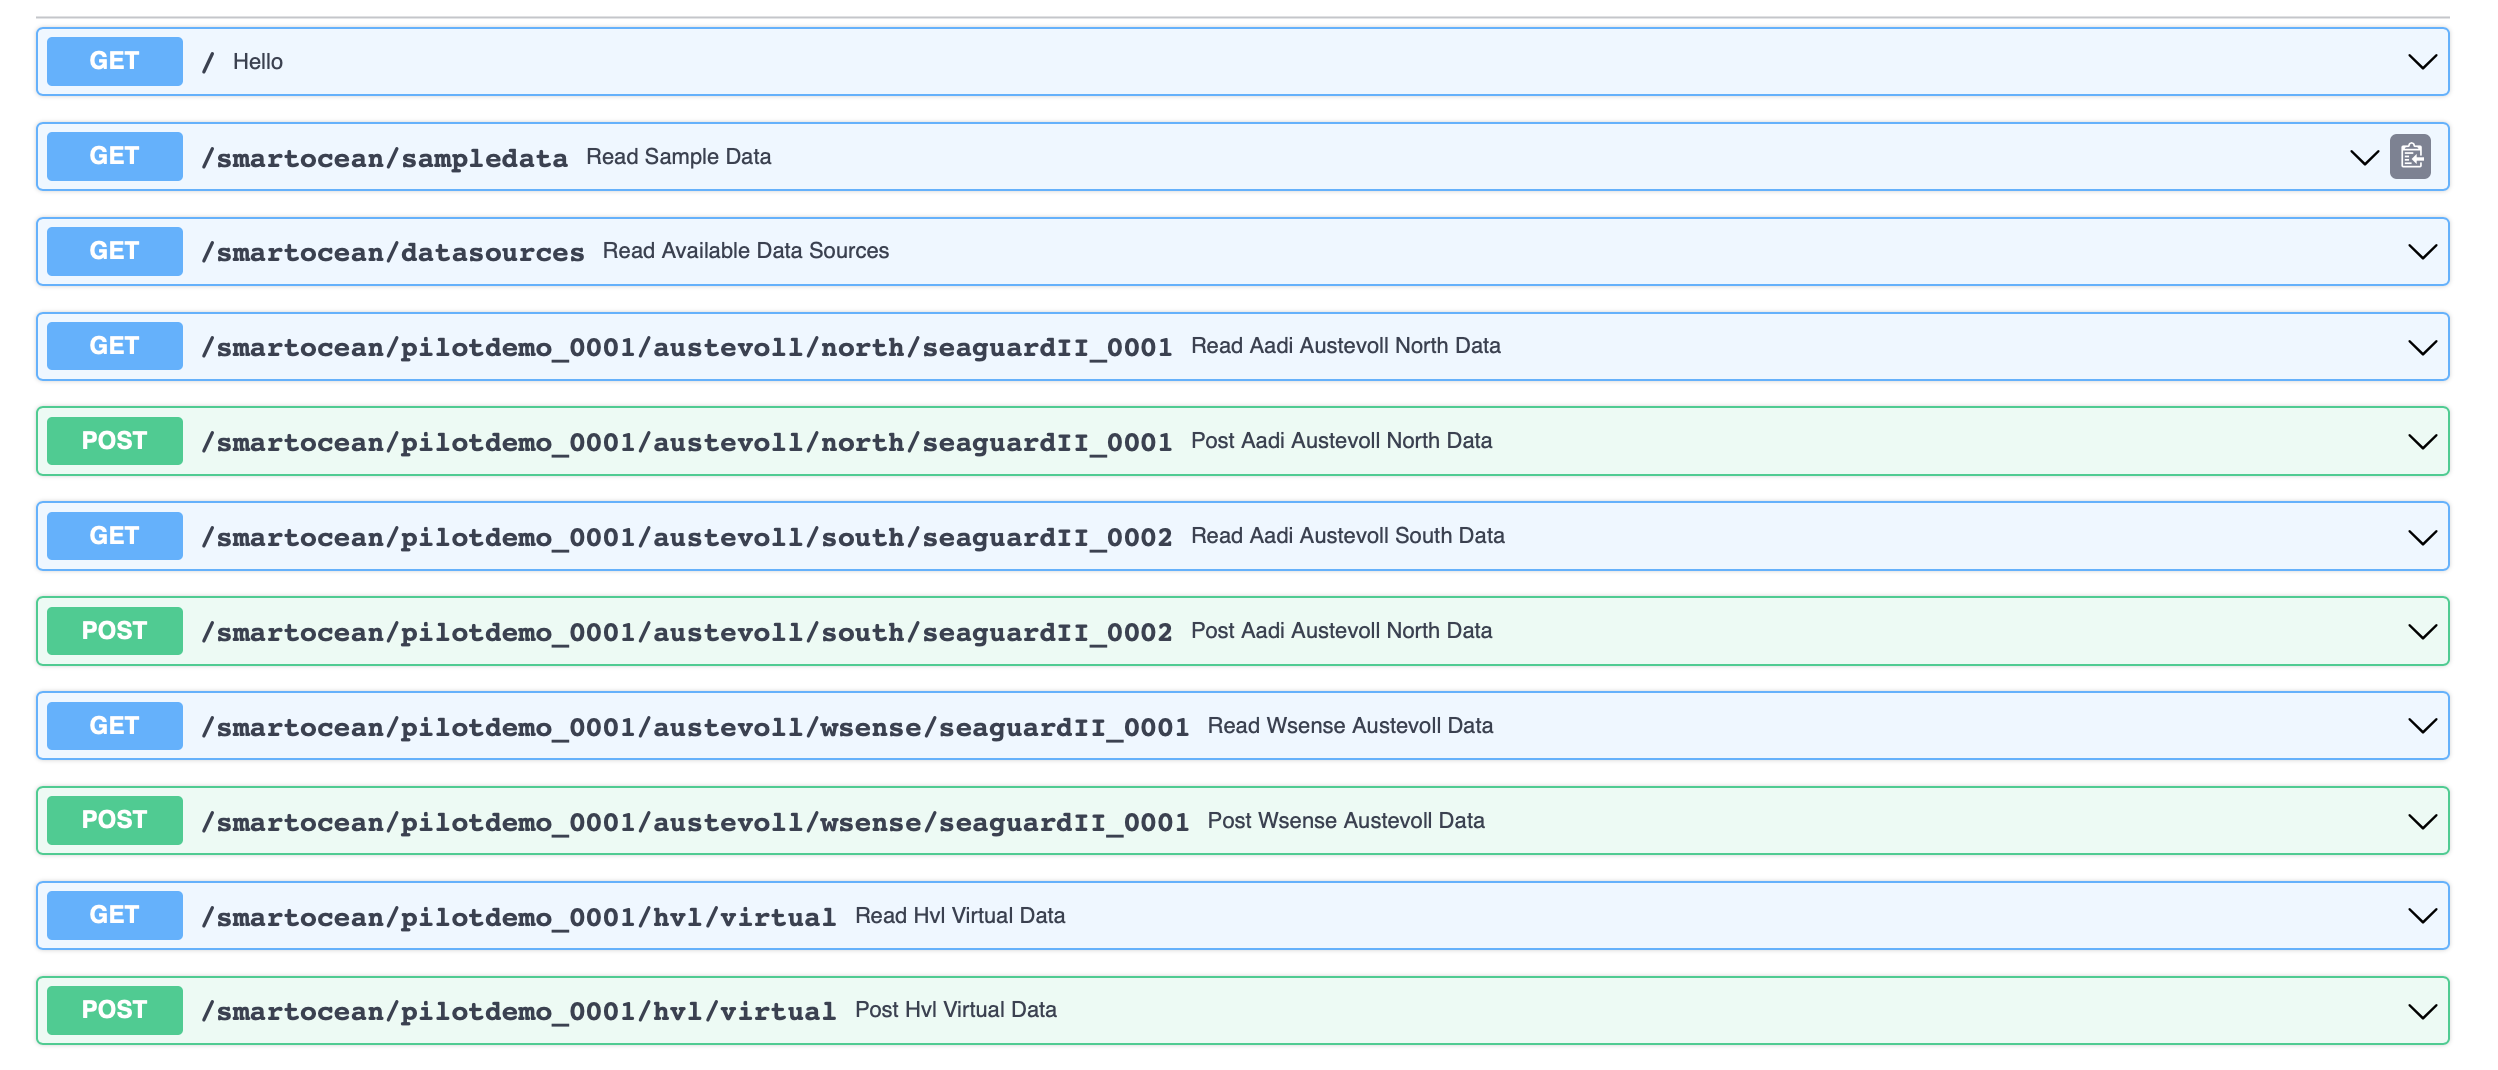 GET / Hello
GET /smartocean/sampledata Read Sample Data
GET /smartocean/datasources Read Available Data Sources
GET /smartocean/pilotdemo_0001/austevoll/north/seaguardII_0001 Read Aadi Austevoll North Data
POST /smartocean/pilotdemo_0001/austevoll/north/seaguardII_0001 Post Aadi Austevoll North Data
GET /smartocean/pilotdemo_0001/austevoll/south/seaguardII_0002 Read Aadi Austevoll South Data
POST /smartocean/pilotdemo_0001/austevoll/south/seaguardII_0002 Post Aadi Austevoll North Data
GET /smartocean/pilotdemo_0001/austevoll/wsense/seaguardII_0001 Read Wsense Austevoll Data
POST /smartocean/pilotdemo_0001/austevoll/wsense/seaguardII_0001 Post Wsense Austevoll Data
GET /smartocean/pilotdemo_0001/hvl/virtual Read Hvl Virtual Data
POST /smartocean/pilotdemo_0001/hvl/virtual Post Hvl Virtual Data